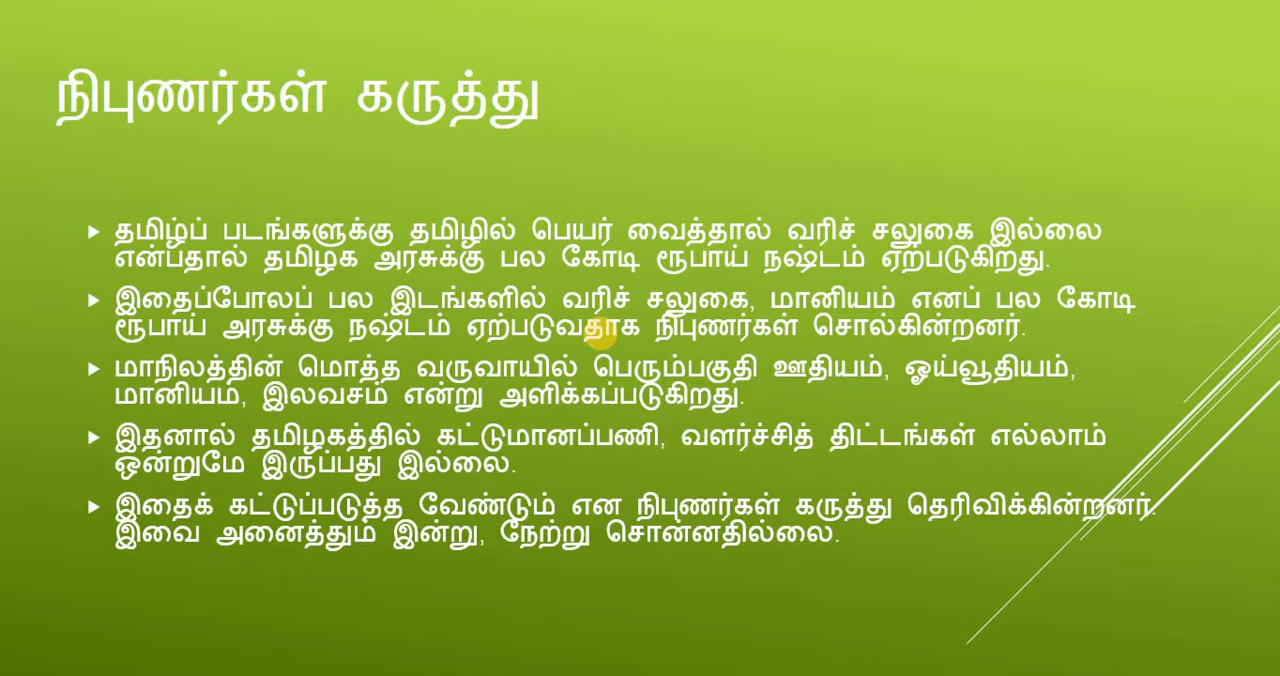 நிபுணர்கள் கருத்து
தமிழ்ப் படங்களுக்கு தமிழில் பெயர் வைத்தால் வரிச் சலுகை இல்லை
என்பதால் தமிழக அரசுக்கு பல கோடி ரூபாய் நஷ்டம் ஏற்படுகிறது.
இதைப்போலப் பல இடங்களில் வரிச் சலுகை, மானியம் எனப் பல கோடி
ரூபாய் அரசுக்கு நஷ்டம் ஏற்படுவதாக நிபுணர்கள் சொல்கின்றனர்.
மாநிலத்தின் மொத்த வருவாயில் பெரும்பகுதி ஊதியம், ஓய்வூதியம்,
மானியம், இலவசம் என்று அளிக்கப்படுகிறது.
இதனால் தமிழகத்தில் கட்டுமானப்பணி, வளர்ச்சித் திட்டங்கள் எல்லாம்
ஒன்றுமே இருப்பது இல்லை.
இதைக் கட்டுப்படுத்த வேண்டும் என நிபுணர்கள் கருத்து தெரிவிக்கின்றனர்.
இவை அனைத்தும் இன்று, நேற்று சொன்னதில்லை.